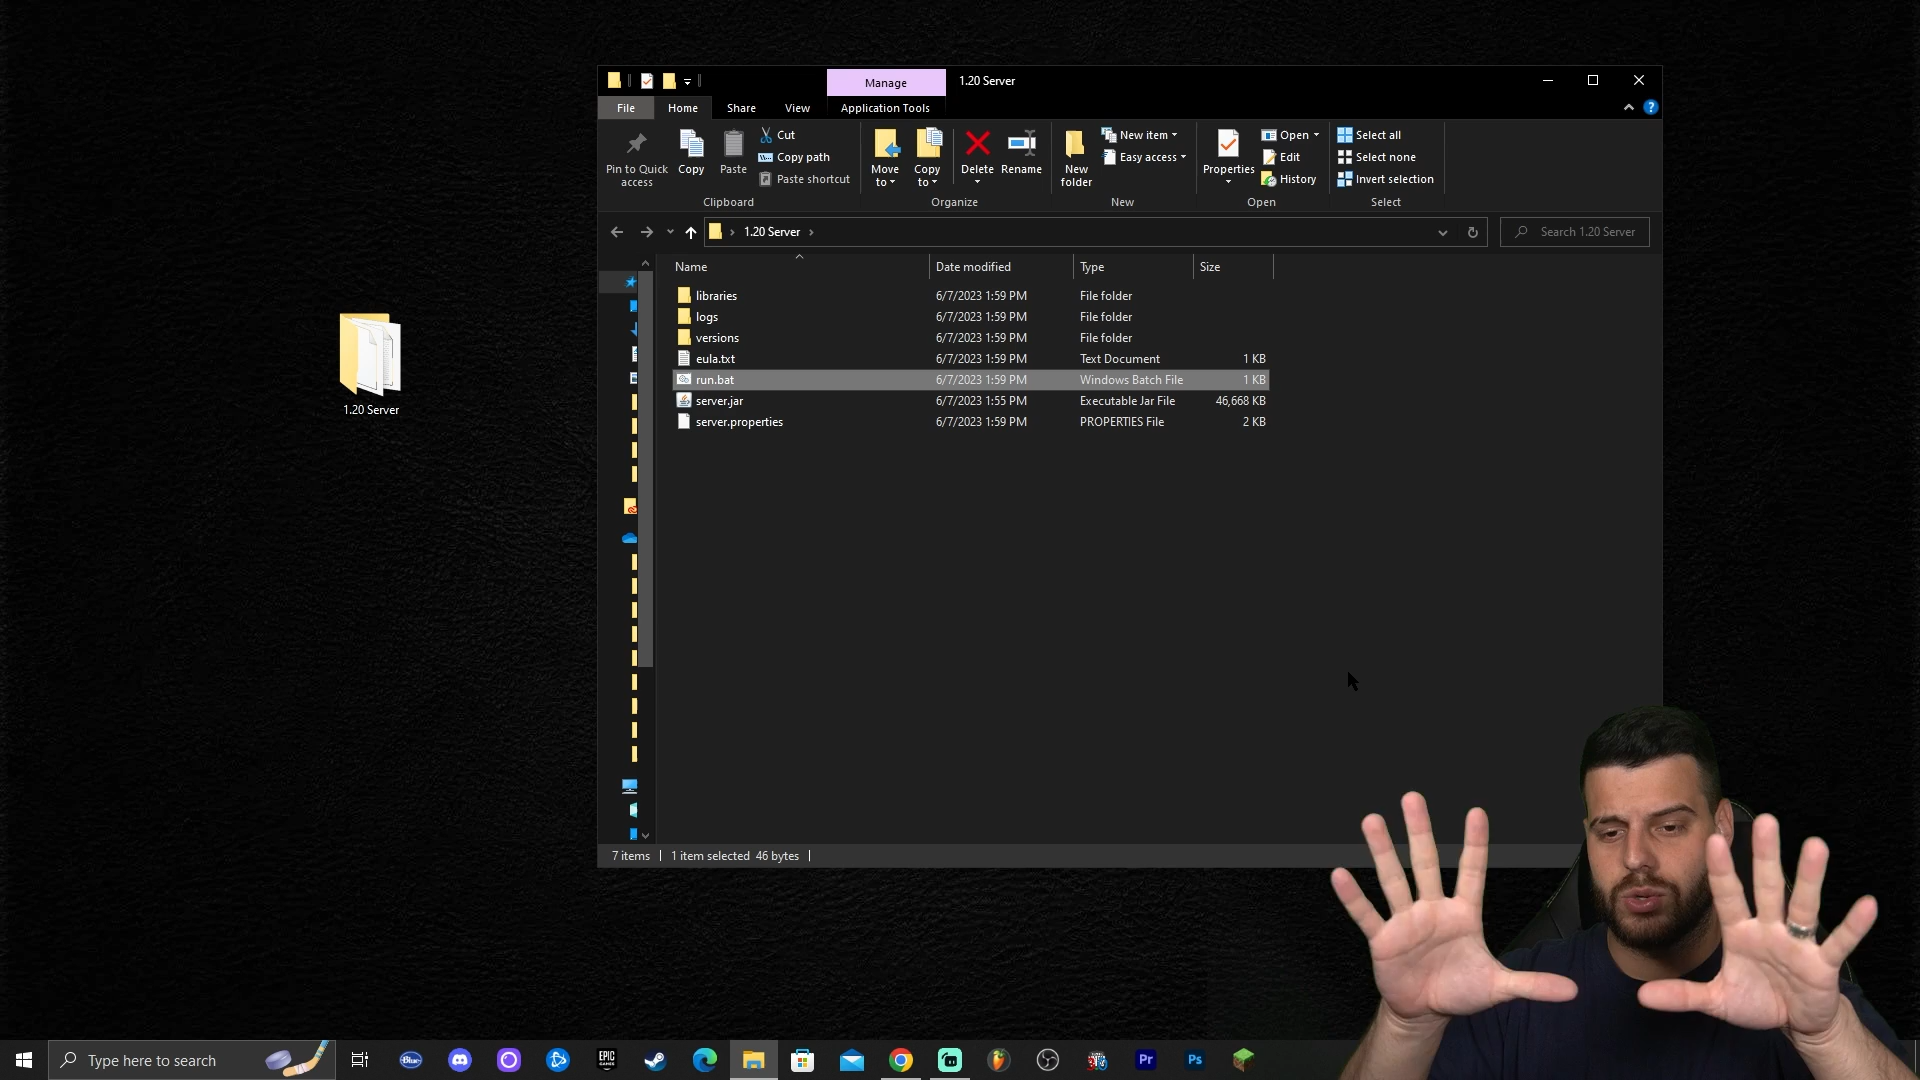 Manage
1.20 Server
File
Home
Share
View
Application Tools
Pin to Quick access
Copy
Paste
Cut
Copy path
Paste shortcut
Move to
Copy to
Delete
Rename
New folder
New item
Easy access
Properties
Open
Edit
History
Select all
Select none
Invert selection
Clipboard
Organize
New
Open
Select
1.20 Server
Search 1.20 Server
Name Date modified Type Size
libraries 6/7/2023 1:59 PM File folder
logs 6/7/2023 1:59 PM File folder
versions 6/7/2023 1:59 PM File folder
eula.txt 6/7/2023 1:59 PM Text Document 1 KB
run.bat 6/7/2023 1:59 PM Windows Batch File 1 KB
server.jar 6/7/2023 1:55 PM Executable Jar File 46,668 KB
server.properties 6/7/2023 1:59 PM PROPERTIES File 2 KB
1.20 Server
7 items
1 item selected 46 bytes
Type here to search
Blue
EPIC GAMES
Pr
Ps